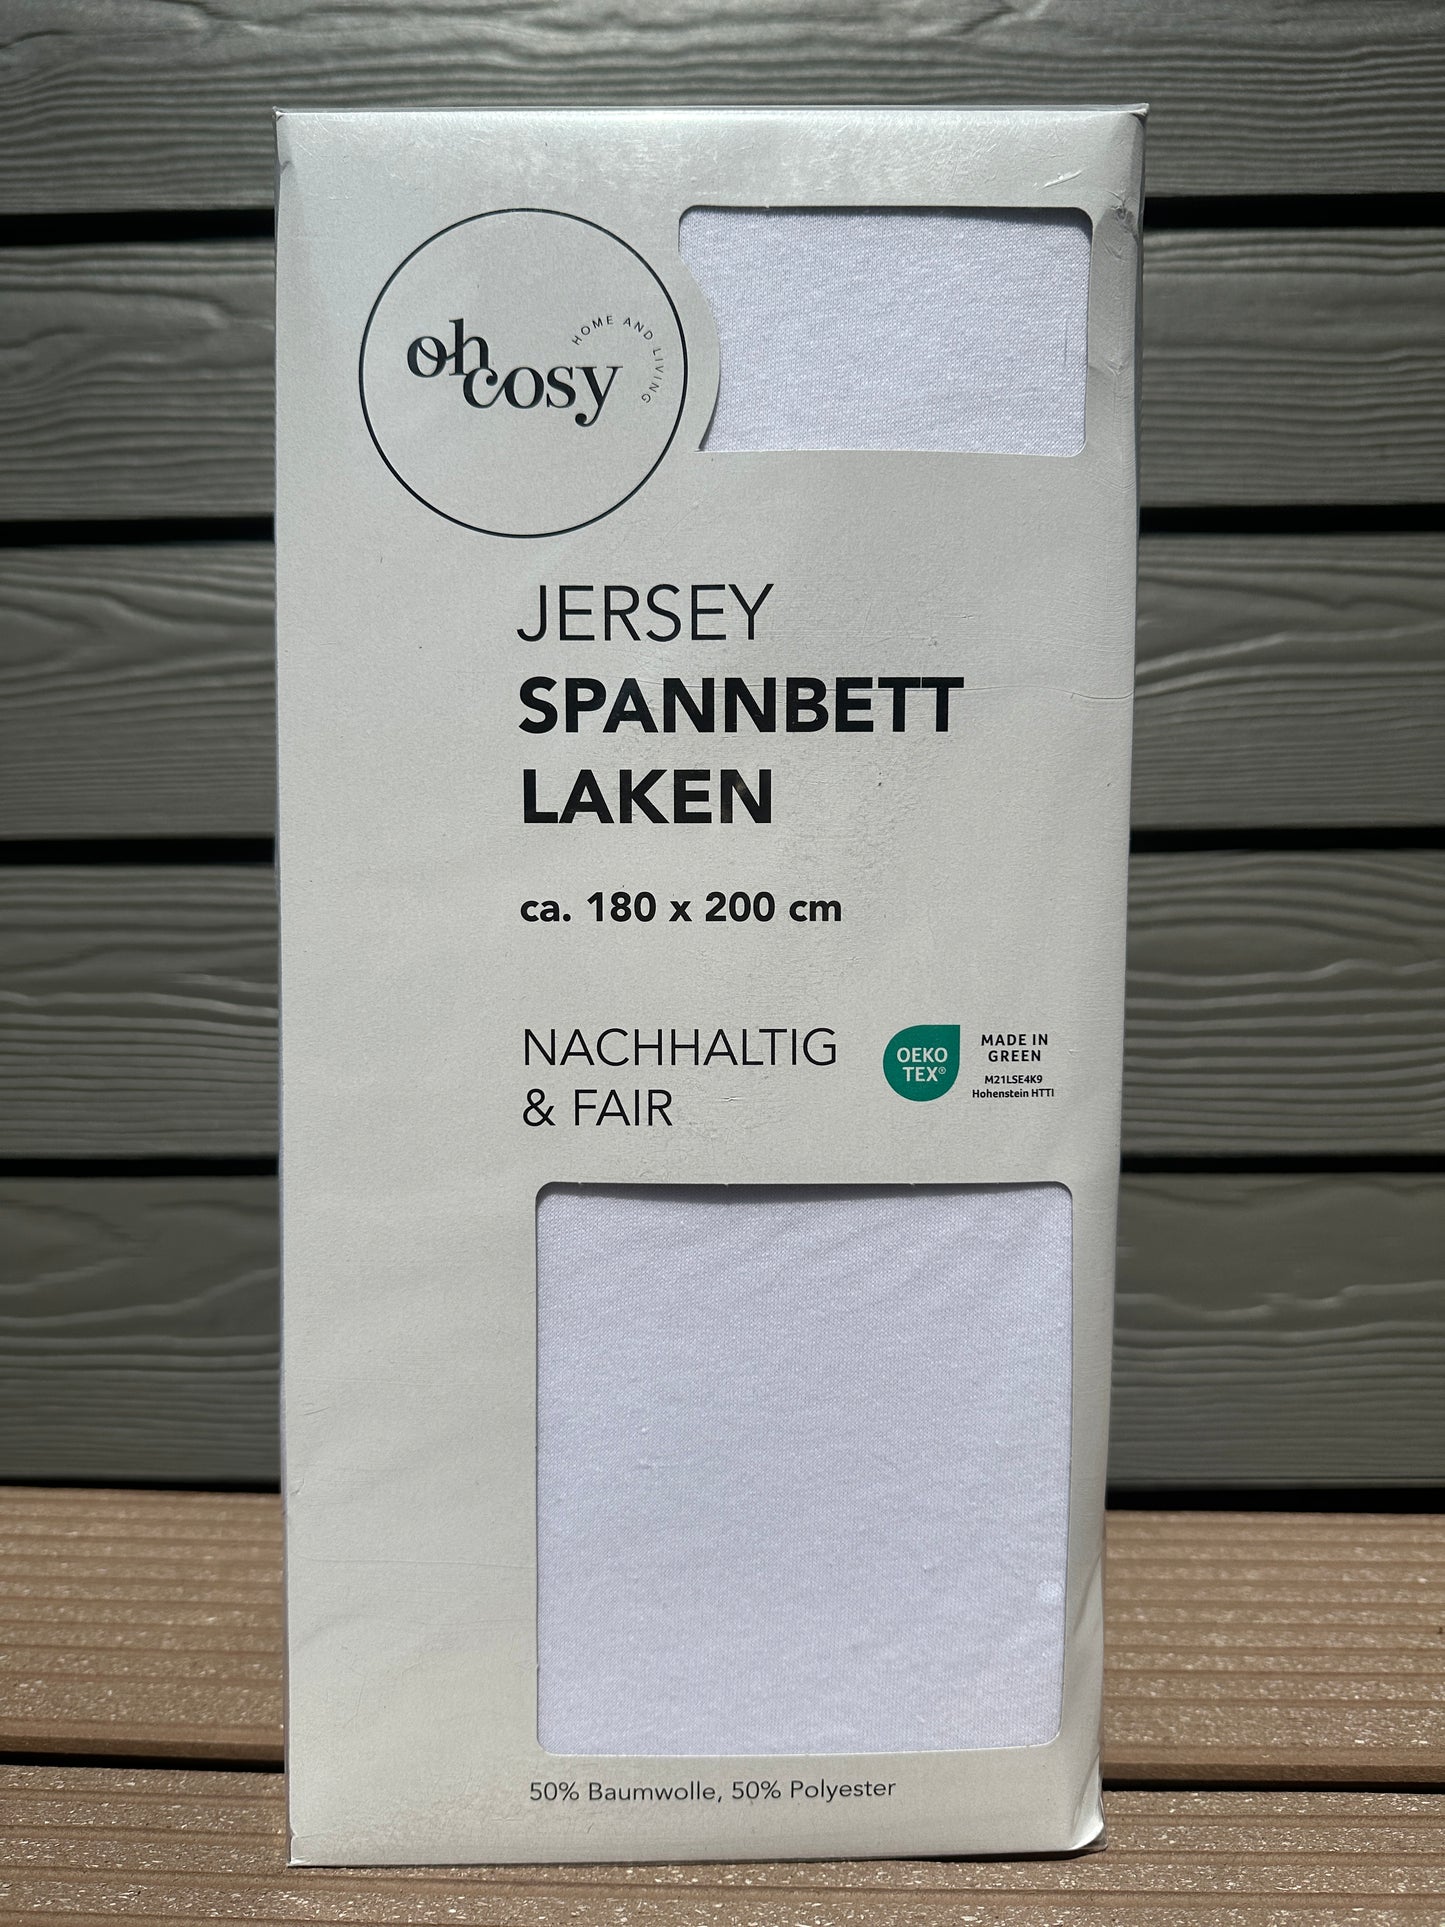 oh cosy
HOME AND LIVING
JERSEY
SPANNBETT
LAKEN
ca. 180 x 200 cm
NACHHALTIG
& FAIR
OEKO
TEX®
MADE IN
GREEN
M21LSE4K9
Hohenstein HTTI
50% Baumwolle, 50% Polyester